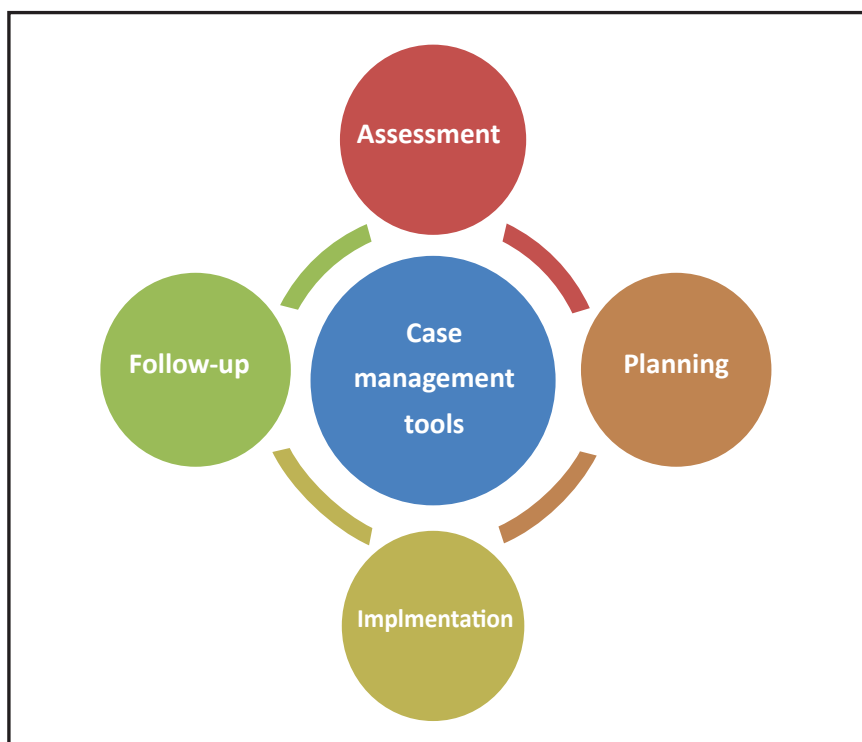 Assessment
Follow-up
Case
management
tools
Planning
Implmentation